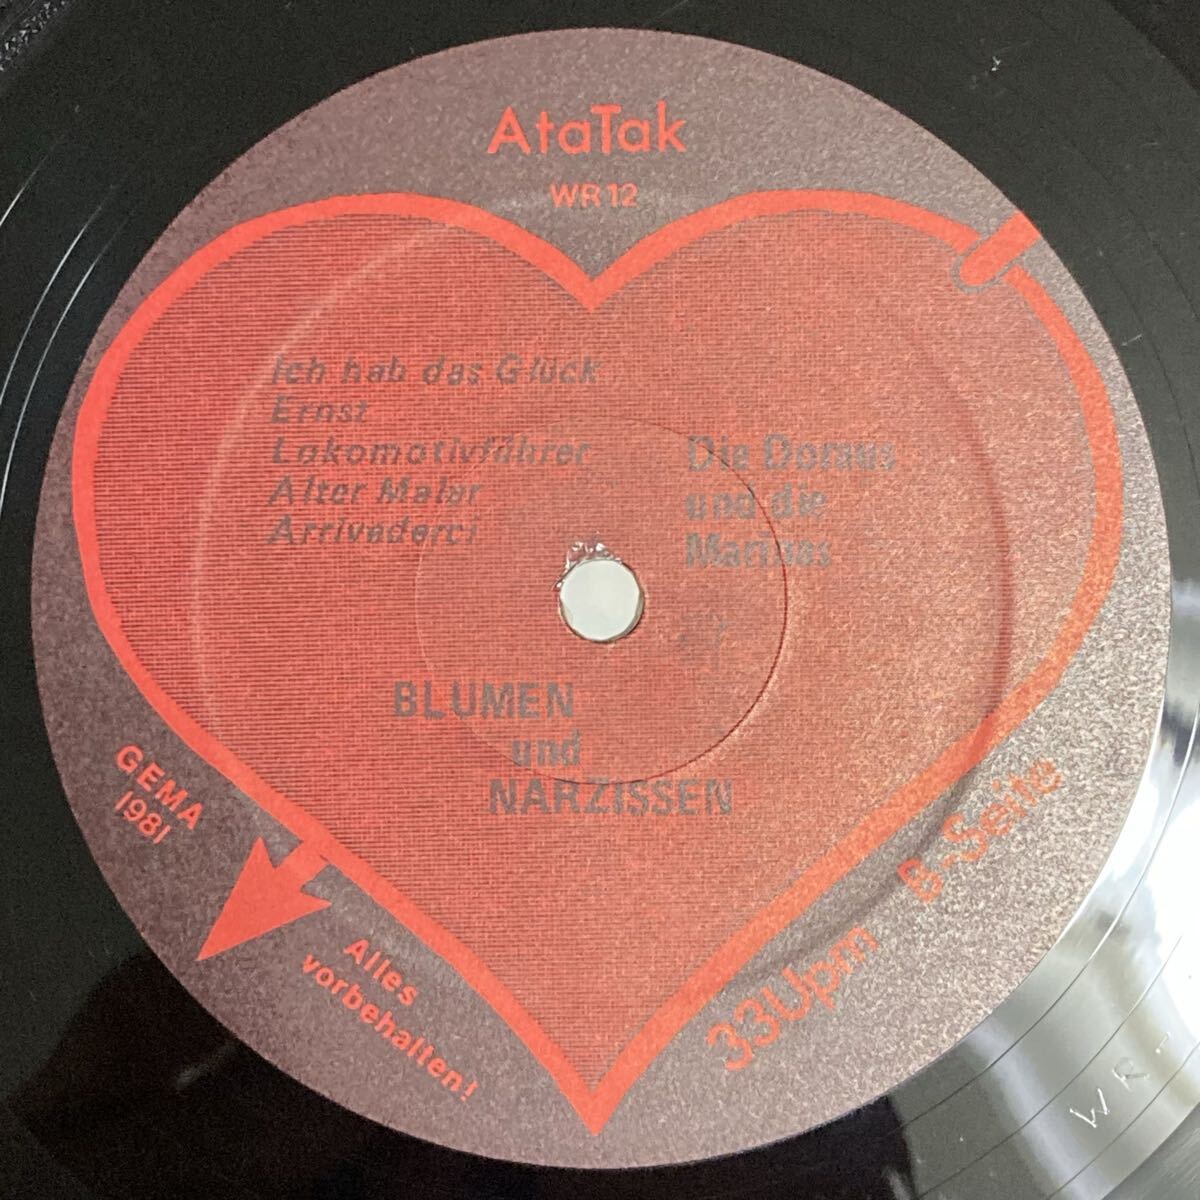 AtaTak
WR12
Ich hab das Glück
Ernst
Lokomotivführer
Alter Maler
Arrivederci
Die Doraus
und die
Marinas
BLUMEN
und
NARZISSEN
GEMA
1981
Alles
vorbehalten!
33Upm B-Seite
WR-